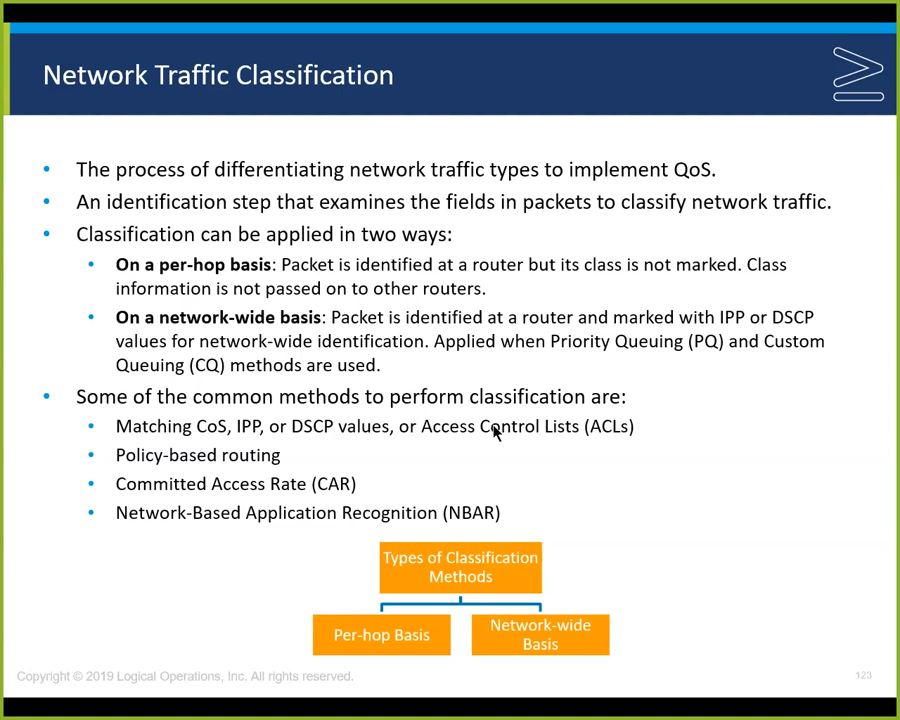 Network Traffic Classification
• The process of differentiating network traffic types to implement QoS.
• An identification step that examines the fields in packets to classify network traffic.
• Classification can be applied in two ways:
• On a per-hop basis: Packet is identified at a router but its class is not marked. Class
information is not passed on to other routers.
• On a network-wide basis: Packet is identified at a router and marked with IPP or DSCP
values for network-wide identification. Applied when Priority Queuing (PQ) and Custom
Queuing (CQ) methods are used.
• Some of the common methods to perform classification are:
• Matching CoS, IPP, or DSCP values, or Access Control Lists (ACLs)
• Policy-based routing
• Committed Access Rate (CAR)
• Network-Based Application Recognition (NBAR)
Types of Classification
Methods
Per-hop Basis
Network-wide
Basis
Copyright © 2019 Logical Operations, Inc. All rights reserved.
123